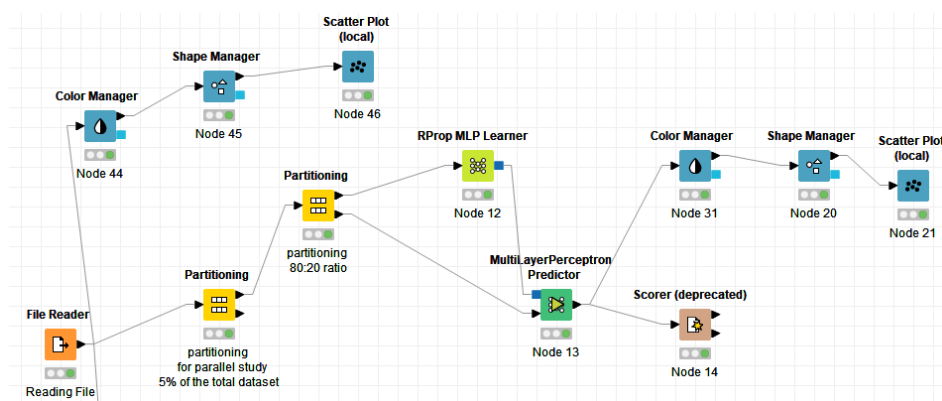 Scatter Plot
(local)
Node 46
Shape Manager
Node 45
Color Manager
Node 44
RProp MLP Learner
Node 12
Color Manager
Node 31
Shape Manager
Node 20
Scatter Plot
(local)
Node 21
Partitioning
partitioning
80:20 ratio
MultiLayerPerceptron
Predictor
Node 13
Partitioning
partitioning
for parallel study
5% of the total dataset
Scorer (deprecated)
Node 14
File Reader
Reading File